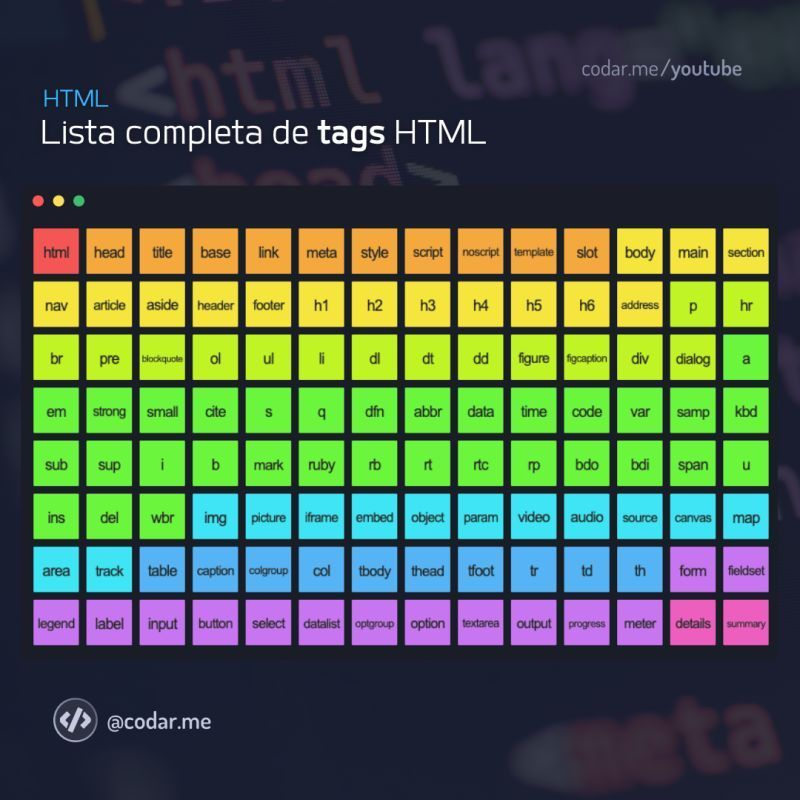 <html lang=
<head>
codar.me/youtube
HTML
Lista completa de tags HTML
html head title base link meta style script noscript template slot body main section
nav article aside header footer h1 h2 h3 h4 h5 h6 address p hr
br pre blockquote ol ul li dl dt dd figure figcaption div dialog a
em strong small cite s q dfn abbr data time code var samp kbd
sub sup i b mark ruby rb rt rtc rp bdo bdi span u
ins del wbr img picture iframe embed object param video audio source canvas map
area track table caption colgroup col tbody thead tfoot tr td th form fieldset
legend label input button select datalist optgroup option textarea output progress meter details summary
</> @codar.me
<meta